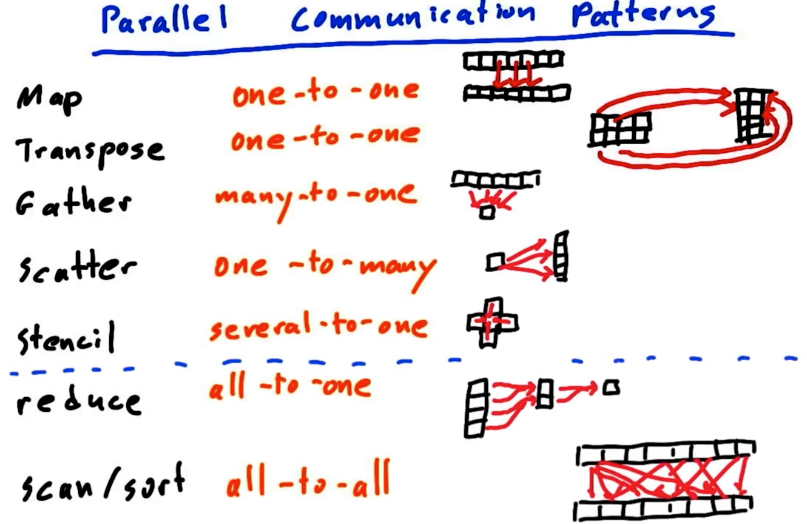 Parallel Communication Patterns
Map one-to-one
Transpose one-to-one
Gather many-to-one
Scatter one-to-many
Stencil several-to-one
reduce all-to-one
scan/sort all-to-all